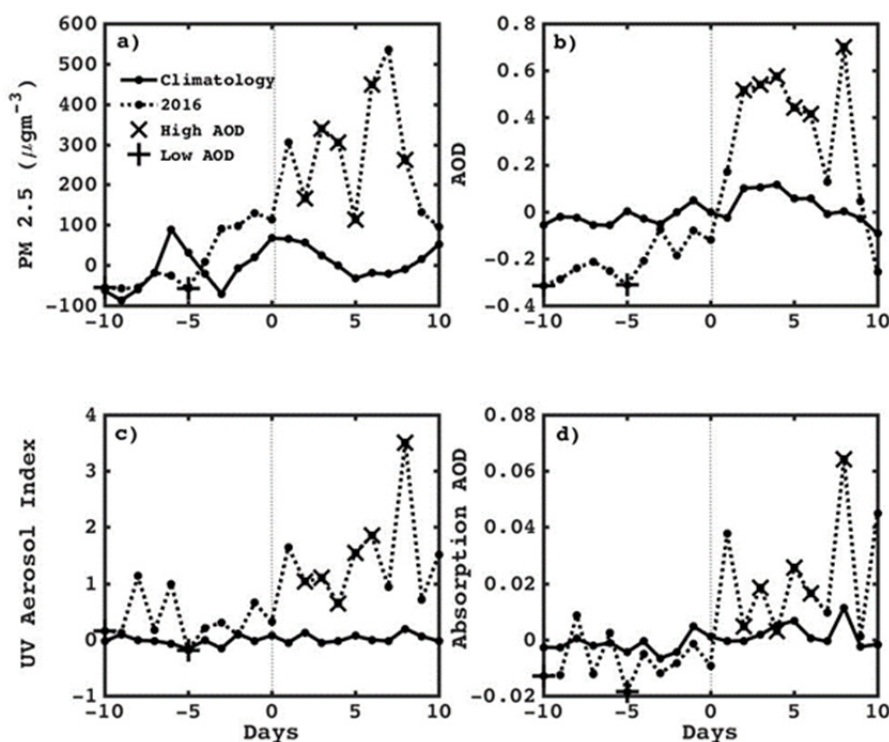 a)
PM 2.5 (μgm⁻³)
600
500
400
300
200
100
0
−100
Climatology
2016
High AOD
Low AOD
−10 −5 0 5 10
b)
AOD
0.8
0.6
0.4
0.2
0
−0.2
−0.4
−10 −5 0 5 10
c)
UV Aerosol Index
4
3
2
1
0
−1
−10 −5 0 5 10
Days
d)
Absorption AOD
0.08
0.06
0.04
0.02
0
−0.02
−10 −5 0 5 10
Days